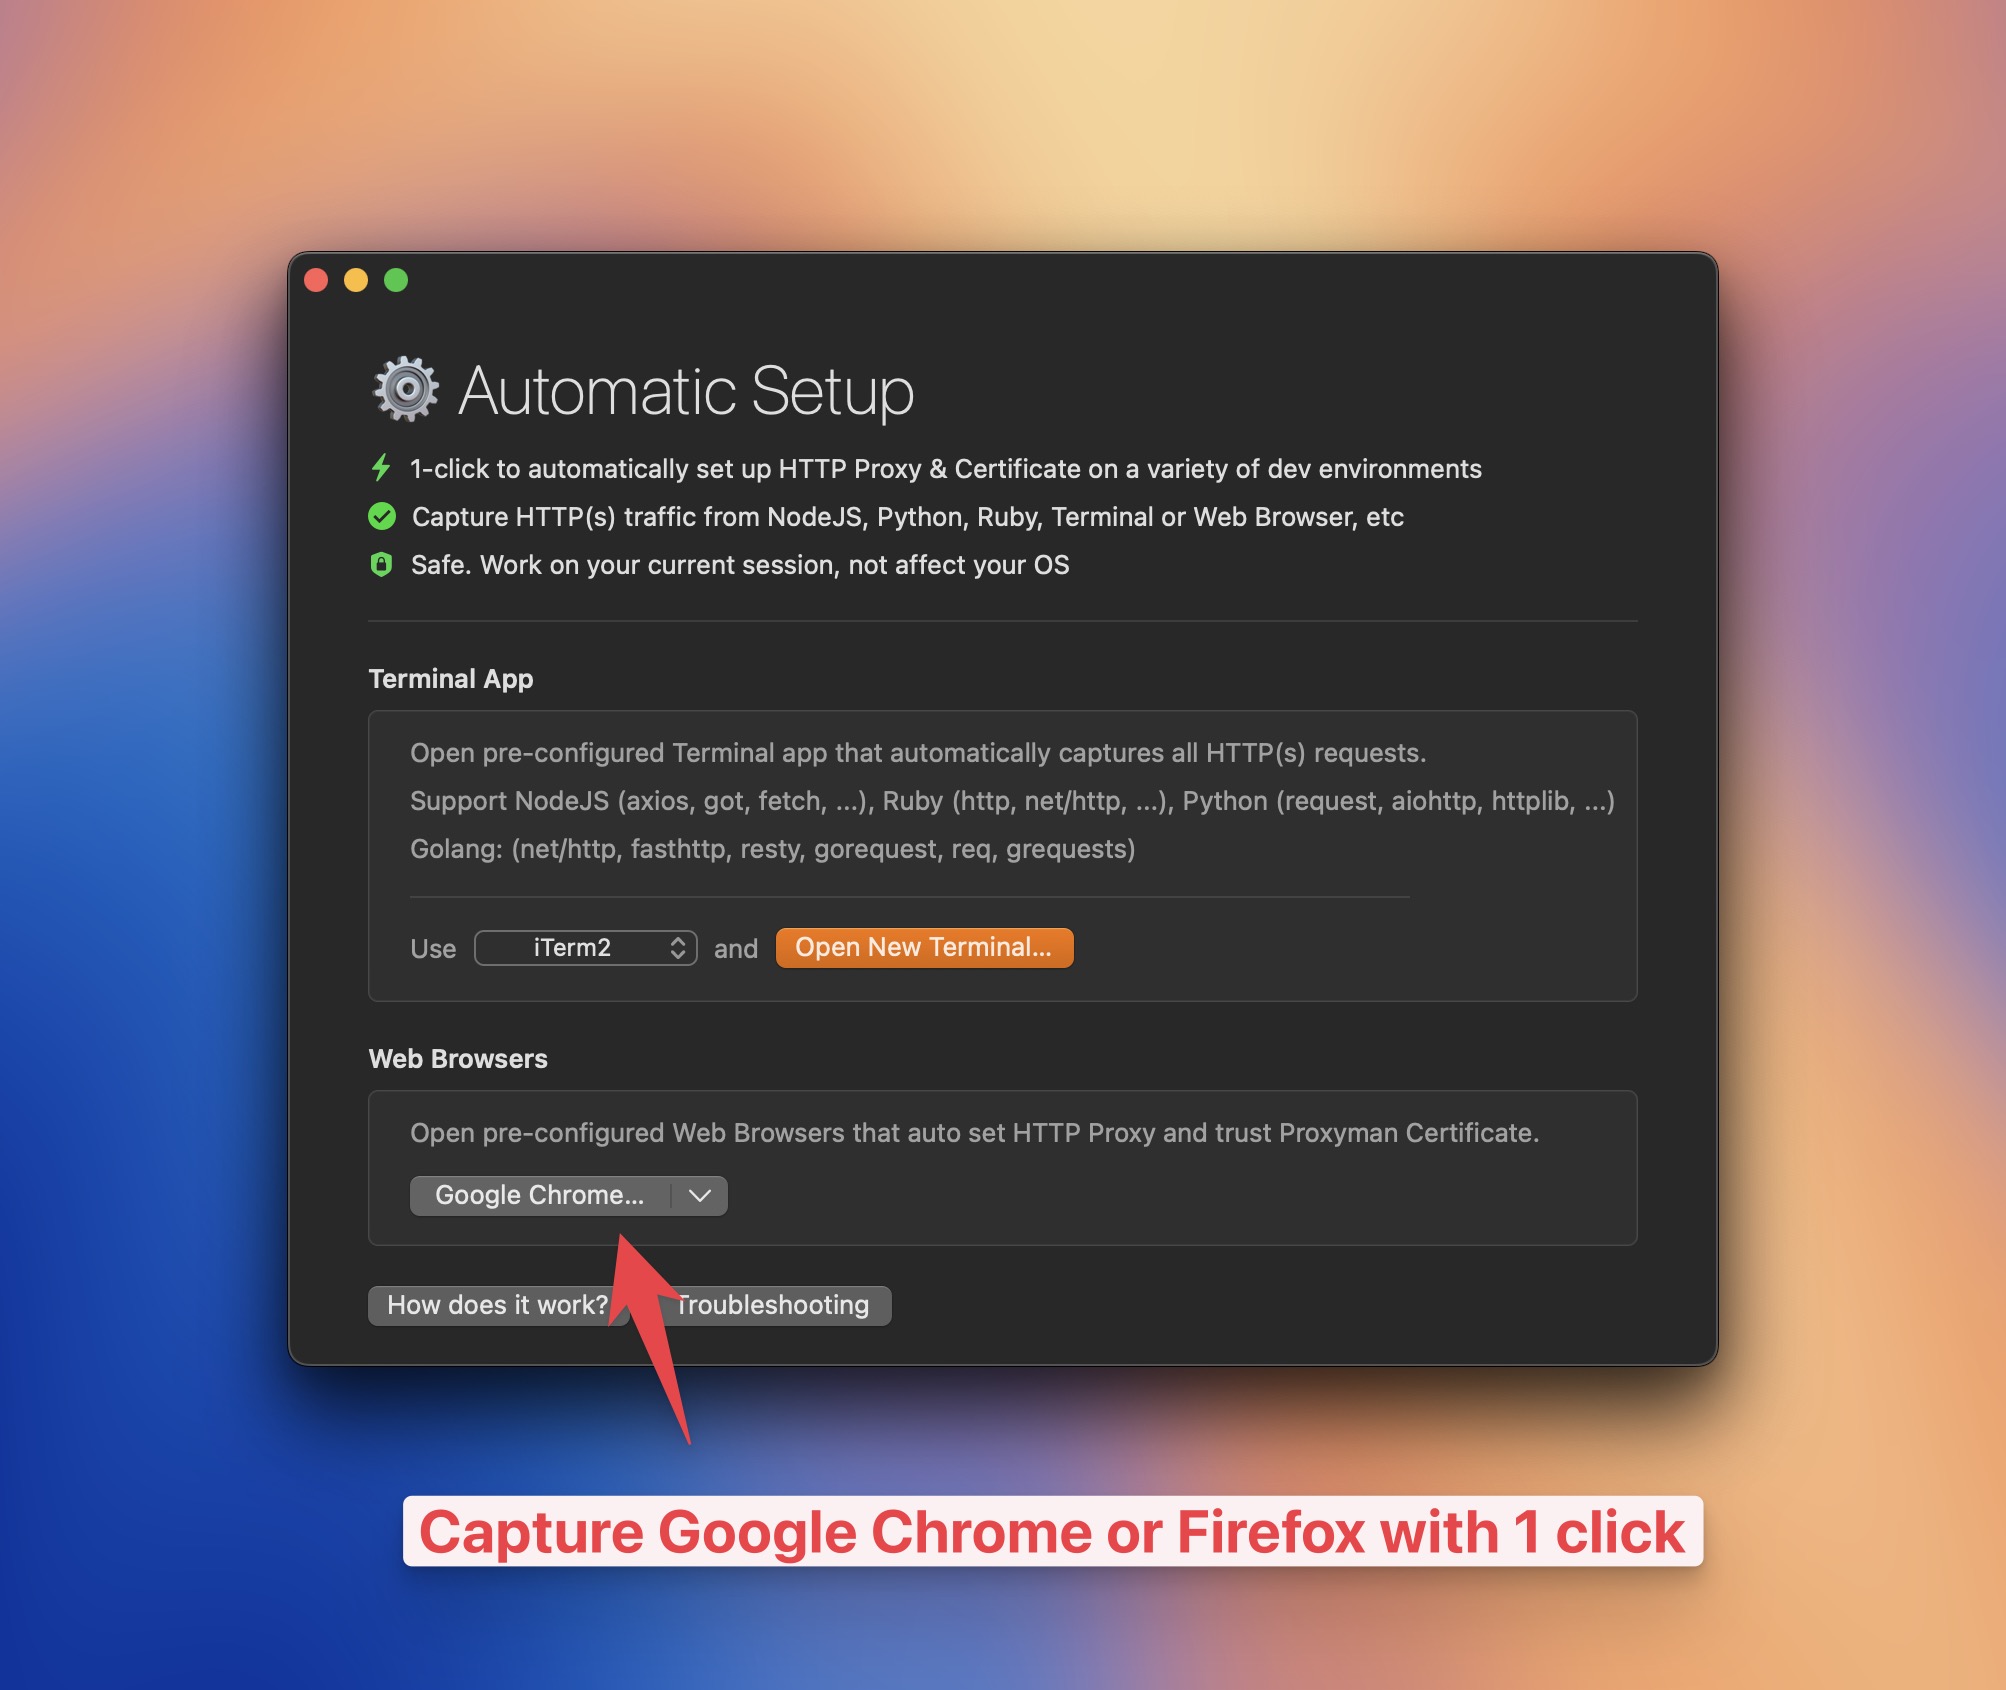 Automatic Setup
1-click to automatically set up HTTP Proxy & Certificate on a variety of dev environments
Capture HTTP(s) traffic from NodeJS, Python, Ruby, Terminal or Web Browser, etc
Safe. Work on your current session, not affect your OS
Terminal App
Open pre-configured Terminal app that automatically captures all HTTP(s) requests.
Support NodeJS (axios, got, fetch, ...), Ruby (http, net/http, ...), Python (request, aiohttp, httplib, ...)
Golang: (net/http, fasthttp, resty, gorequest, req, grequests)
Use iTerm2 and Open New Terminal...
Web Browsers
Open pre-configured Web Browsers that auto set HTTP Proxy and trust Proxyman Certificate.
Google Chrome...
How does it work? Troubleshooting
Capture Google Chrome or Firefox with 1 click